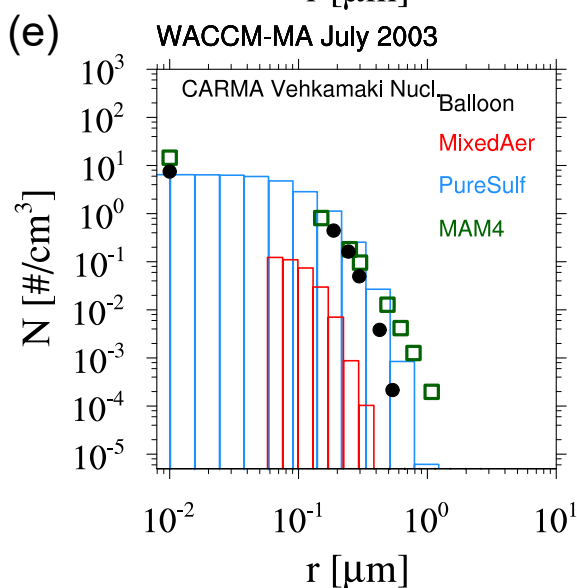 r [μm]
(e)
WACCM-MA July 2003
CARMA Vehkamaki Nucl.
Balloon
MixedAer
PureSulf
MAM4
N [#/cm³]
10³
10²
10¹
10⁰
10⁻¹
10⁻²
10⁻³
10⁻⁴
10⁻⁵
10⁻² 10⁻¹ 10⁰ 10¹
r [μm]